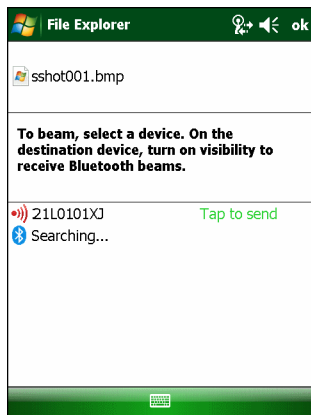 File Explorer ok
sshot001.bmp
To beam, select a device. On the
destination device, turn on visibility to
receive Bluetooth beams.
21L0101XJ Tap to send
Searching...